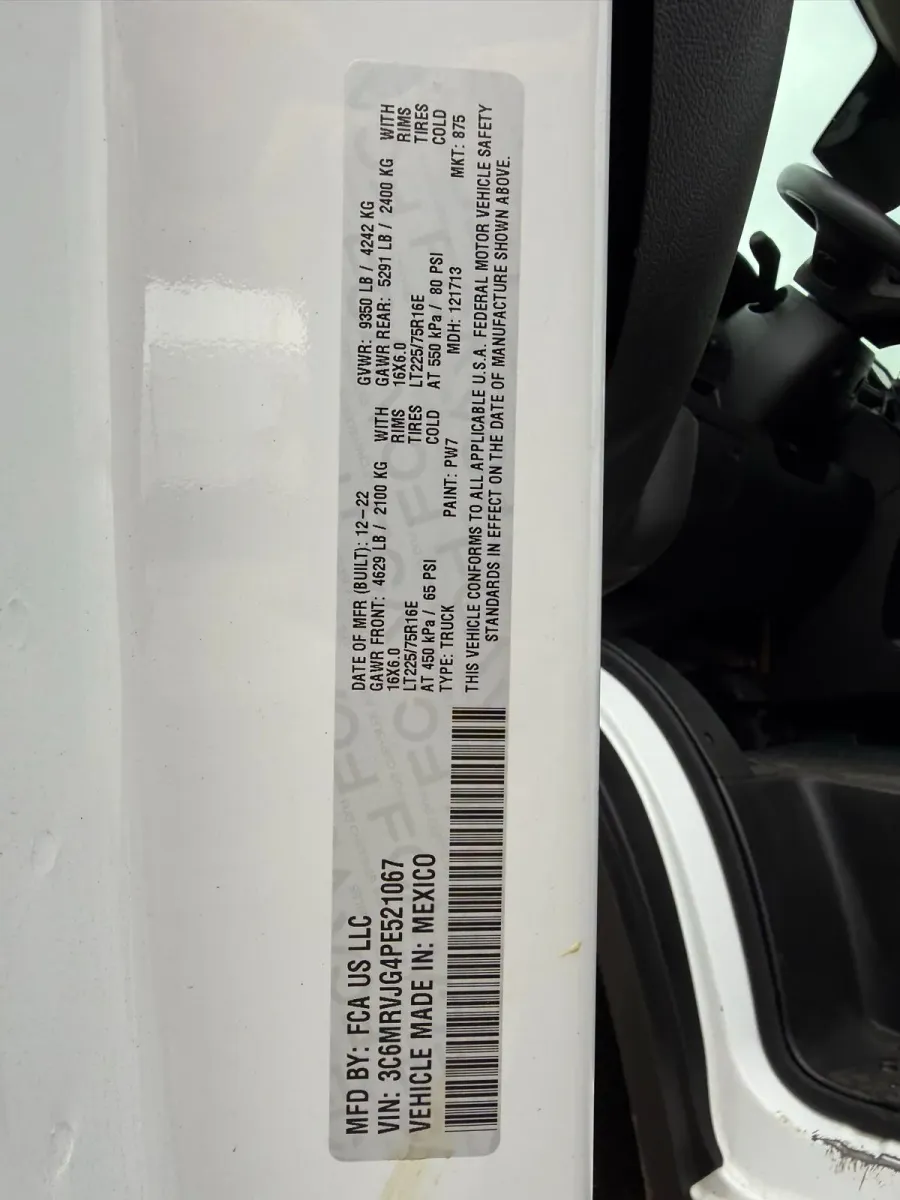 MFD BY: FCA US LLC
VIN: 3C6MRVJG4PE521067
VEHICLE MADE IN: MEXICO
DATE OF MFR (BUILT): 12-22 GVWR: 9350 LB / 4242 KG
GAWR FRONT: 4629 LB / 2100 KG WITH GAWR REAR: 5291 LB / 2400 KG WITH
16X6.0 RIMS 16X6.0 RIMS
LT225/75R16E TIRES LT225/75R16E TIRES
AT 450 kPa / 65 PSI COLD AT 550 kPa / 80 PSI COLD
TYPE: TRUCK PAINT: PW7 MDH: 121713 MKT: 875
THIS VEHICLE CONFORMS TO ALL APPLICABLE U.S.A. FEDERAL MOTOR VEHICLE SAFETY
STANDARDS IN EFFECT ON THE DATE OF MANUFACTURE SHOWN ABOVE.